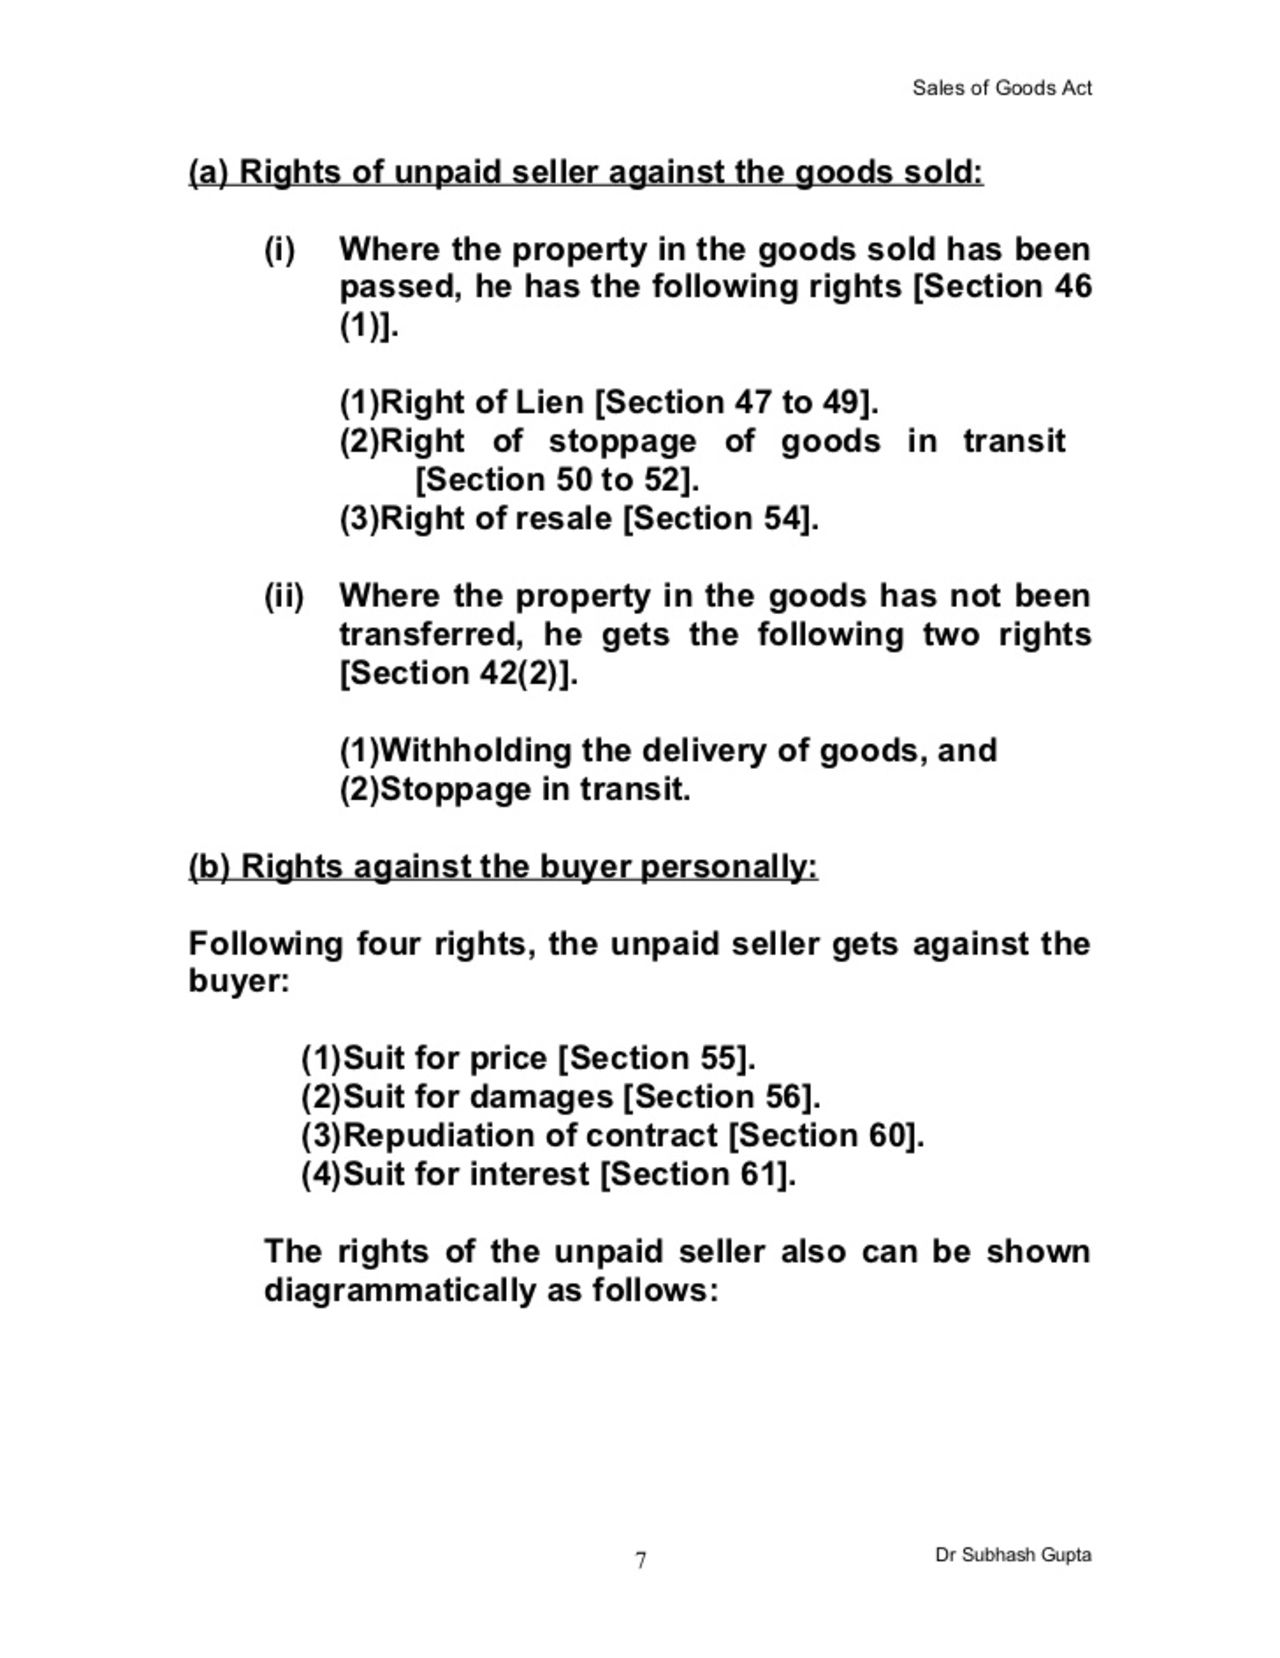 Sales of Goods Act
(a) Rights of unpaid seller against the goods sold:
(i) Where the property in the goods sold has been
passed, he has the following rights [Section 46
(1)].
(1)Right of Lien [Section 47 to 49].
(2)Right of stoppage of goods in transit
[Section 50 to 52].
(3)Right of resale [Section 54].
(ii) Where the property in the goods has not been
transferred, he gets the following two rights
[Section 42(2)].
(1)Withholding the delivery of goods, and
(2)Stoppage in transit.
(b) Rights against the buyer personally:
Following four rights, the unpaid seller gets against the
buyer:
(1)Suit for price [Section 55].
(2)Suit for damages [Section 56].
(3)Repudiation of contract [Section 60].
(4)Suit for interest [Section 61].
The rights of the unpaid seller also can be shown
diagrammatically as follows:
7
Dr Subhash Gupta